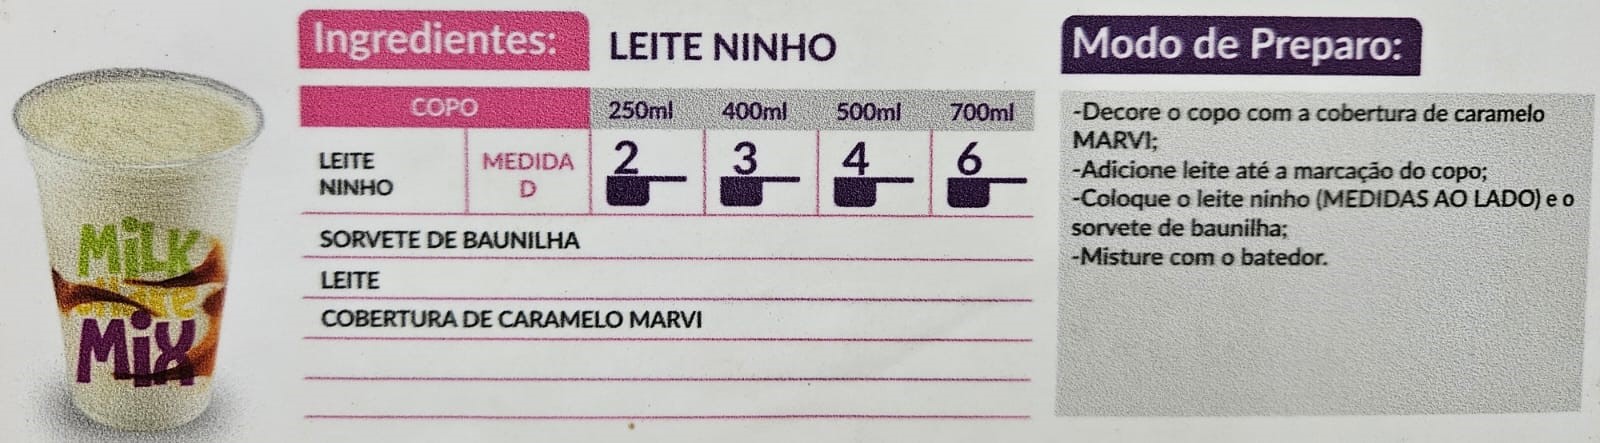 Ingredientes:
LEITE NINHO
COPO 250ml 400ml 500ml 700ml
LEITE
NINHO
MEDIDA
D
2 3 4 6
SORVETE DE BAUNILHA
LEITE
COBERTURA DE CARAMELO MARVI
Modo de Preparo:
-Decore o copo com a cobertura de caramelo
MARVI;
-Adicione leite até a marcação do copo;
-Coloque o leite ninho (MEDIDAS AO LADO) e o
sorvete de baunilha;
-Misture com o batedor.
MiLK
MiX